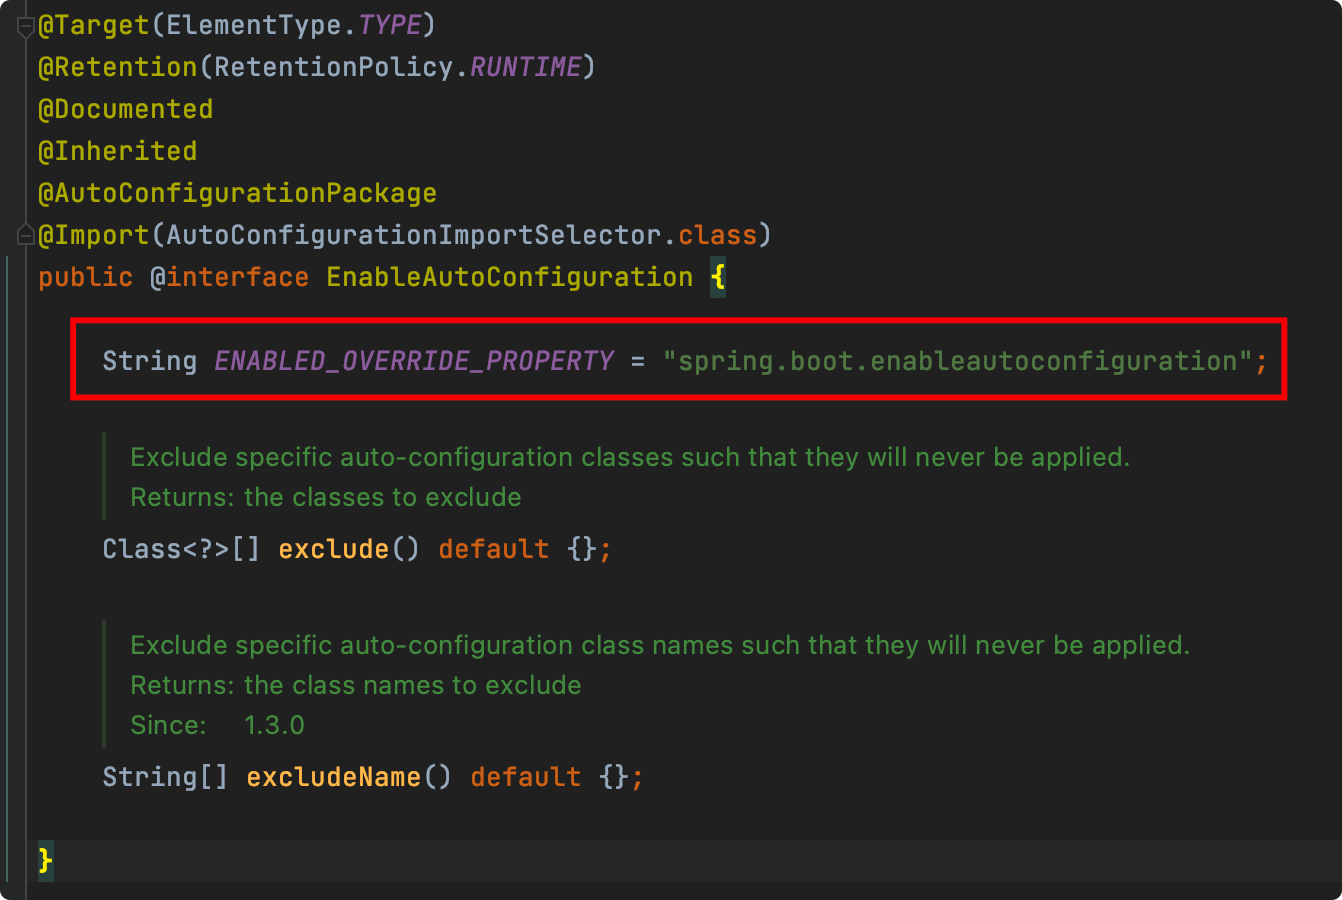 @Target(ElementType.TYPE)
@Retention(RetentionPolicy.RUNTIME)
@Documented
@Inherited
@AutoConfigurationPackage
@Import(AutoConfigurationImportSelector.class)
public @interface EnableAutoConfiguration {
String ENABLED_OVERRIDE_PROPERTY = "spring.boot.enableautoconfiguration";
Exclude specific auto-configuration classes such that they will never be applied.
Returns: the classes to exclude
Class<?>[] exclude() default {};
Exclude specific auto-configuration class names such that they will never be applied.
Returns: the class names to exclude
Since: 1.3.0
String[] excludeName() default {};
}